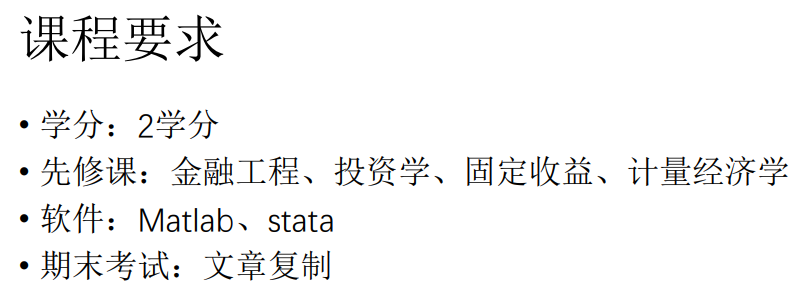 课程要求
• 学分：2学分
• 先修课：金融工程、投资学、固定收益、计量经济学
• 软件：Matlab、stata
• 期末考试：文章复制